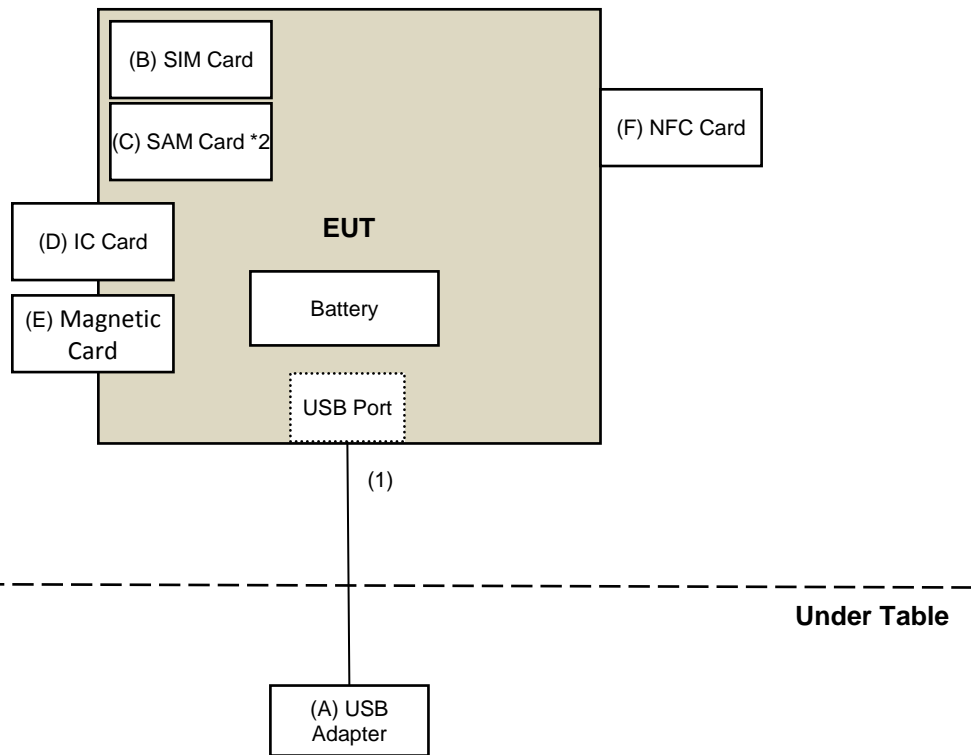 (B) SIM Card
(C) SAM Card *2
(F) NFC Card
(D) IC Card
EUT
(E) Magnetic
Card
Battery
USB Port
(1)
Under Table
(A) USB
Adapter